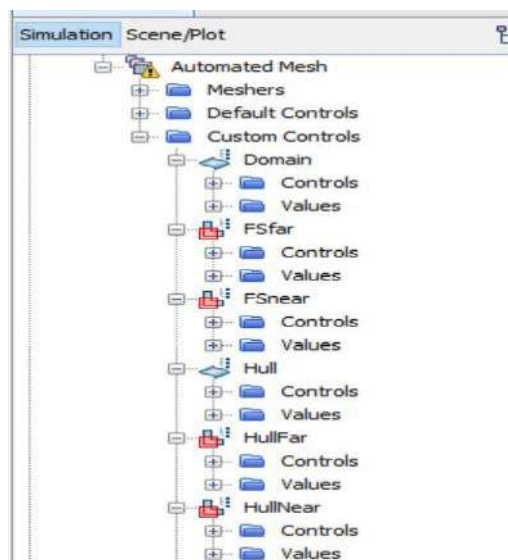 Simulation Scene/Plot
Automated Mesh
Meshers
Default Controls
Custom Controls
Domain
Controls
Values
FSfar
Controls
Values
FSnear
Controls
Values
Hull
Controls
Values
HullFar
Controls
Values
HullNear
Controls
Values